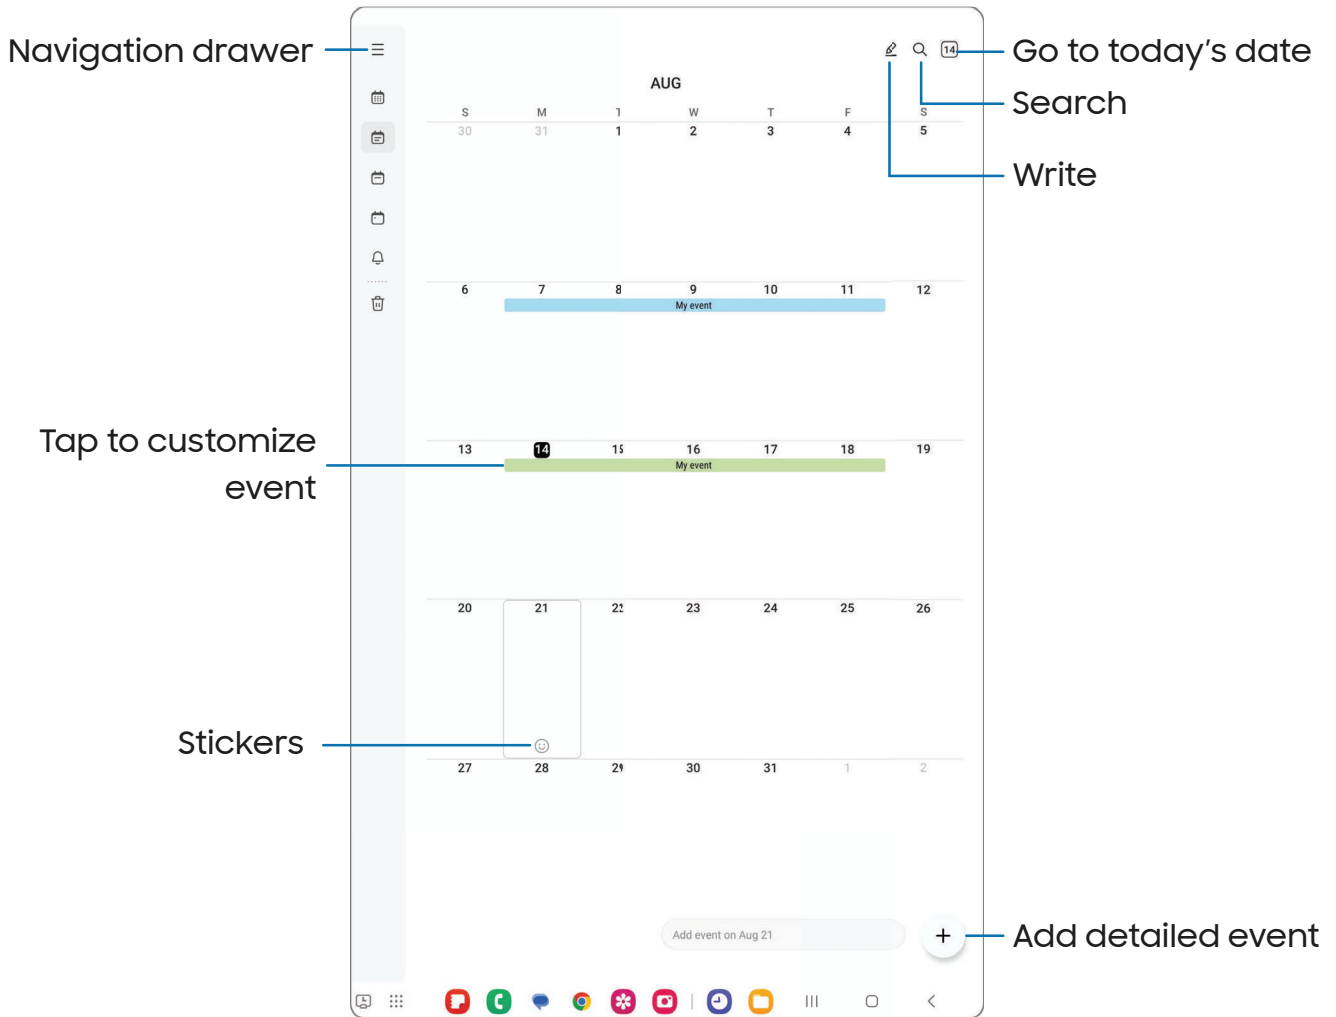 Navigation drawer
14
Go to today's date
Search
Write
AUG
S M T W T F S
30 31 1 2 3 4 5
6 7 8 9 10 11 12
My event
Tap to customize
event
13 14 15 16 17 18 19
My event
20 21 22 23 24 25 26
Stickers
27 28 29 30 31 1 2
Add event on Aug 21
Add detailed event